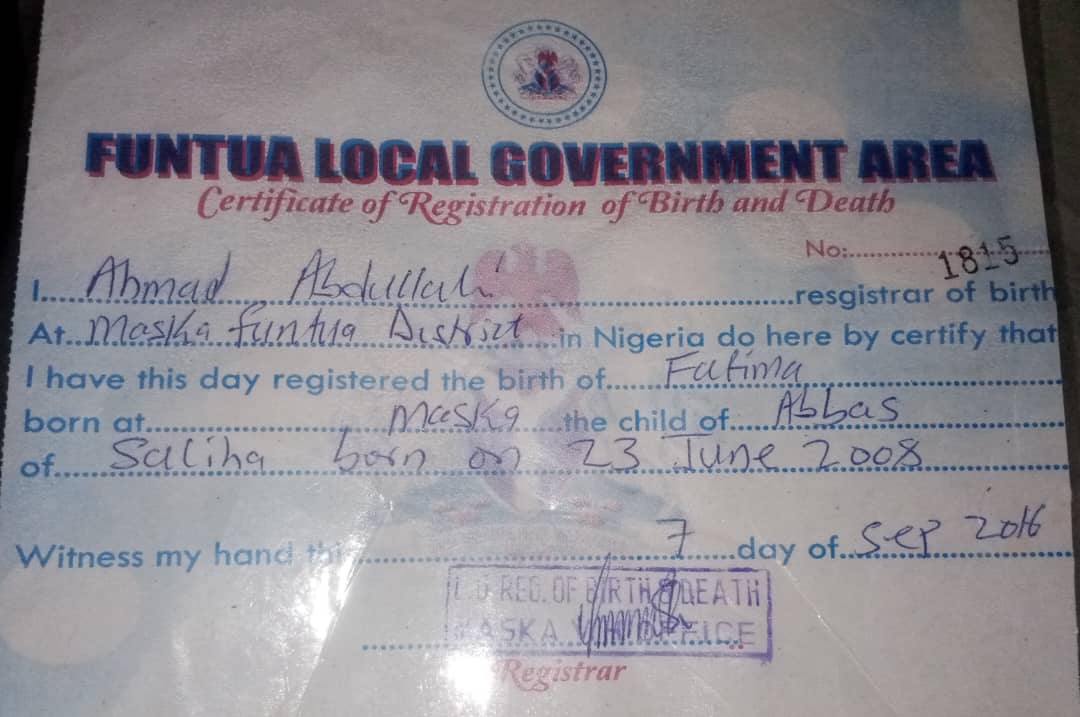 FUNTUA LOCAL GOVERNMENT AREA
Certificate of Registration of Birth and Death
No:....................1815
I......Ahmad Abdullahi..................resgistrar of birth
At..Maska funtua District......in Nigeria do here by certify that
I have this day registered the birth of.......Fatima
born at....................Maska......the child of.....Abbas
of.....Saliha born on 23 June 2008
Witness my hand thi..................7......day of...Sep 2016
REG. OF BIRTH & DEATH
MASKA OFFICE
Registrar